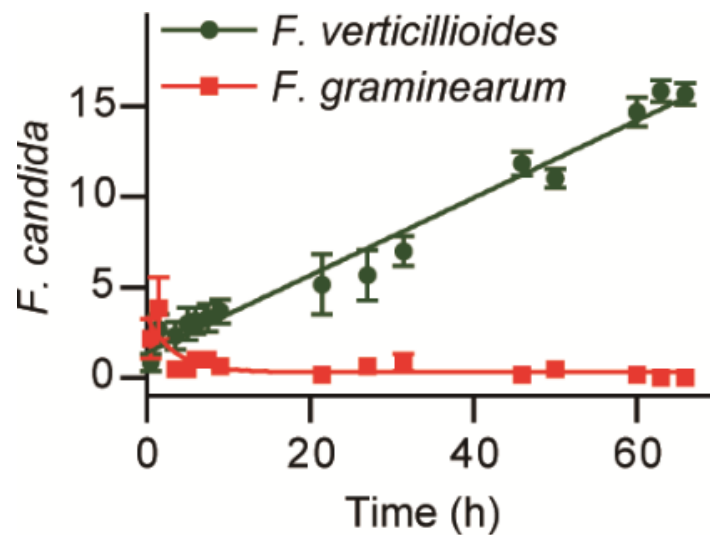 F. verticillioides
F. graminearum
F. candida
15
10
5
0
0 20 40 60
Time (h)